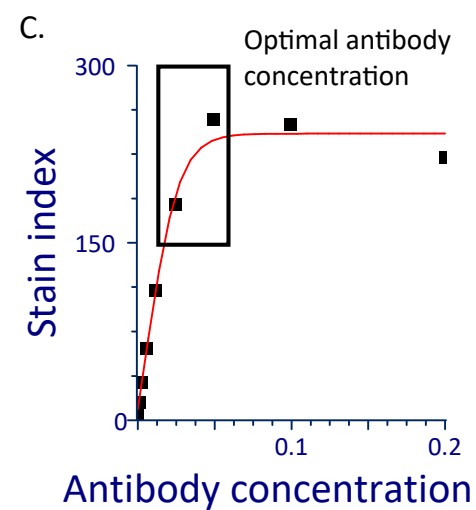 C.
Optimal antibody
concentration
300
150
0
Stain index
0.1
0.2
Antibody concentration